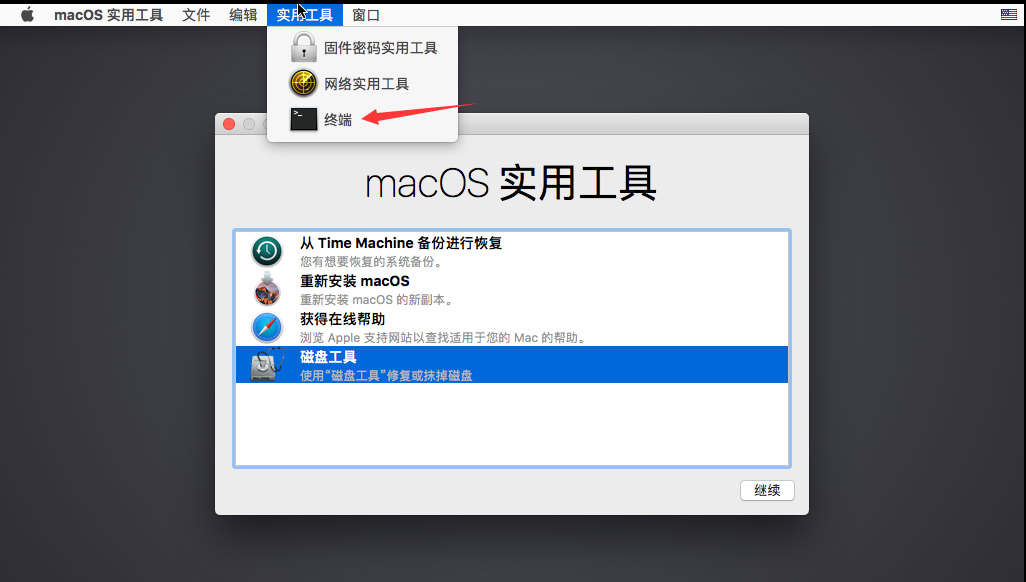 macOS 实用工具 文件 编辑 实用工具 窗口
固件密码实用工具
网络实用工具
>_
终端
macOS 实用工具
从 Time Machine 备份进行恢复
您有想要恢复的系统备份。
重新安装 macOS
重新安装 macOS 的新副本。
获得在线帮助
浏览 Apple 支持网站以查找适用于您的 Mac 的帮助。
磁盘工具
使用“磁盘工具”修复或抹掉磁盘
继续